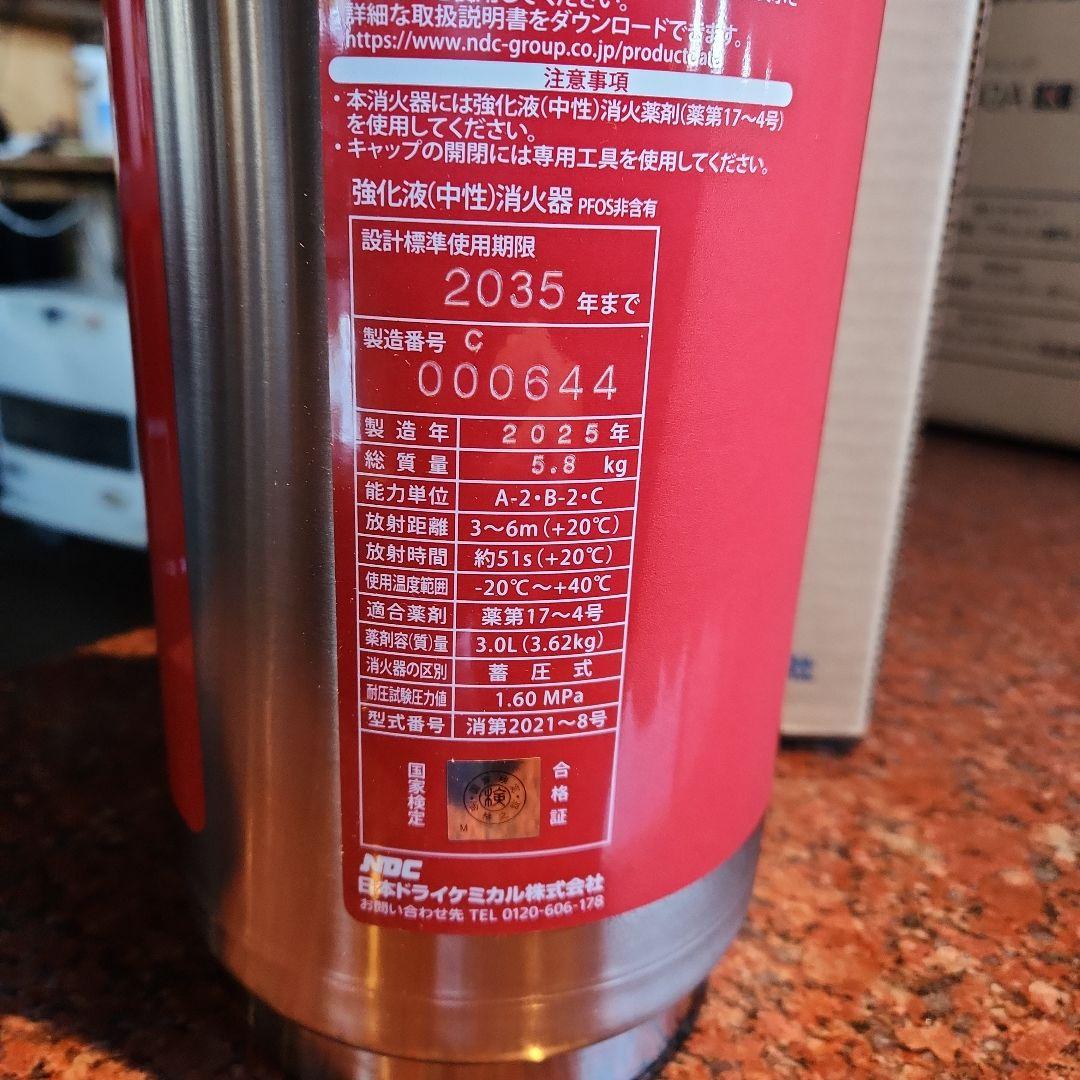 詳細な取扱説明書をダウンロードできます。
https://www.ndc-group.co.jp/product
注意事項
・本消火器には強化液(中性)消火薬剤(薬第17～4号)
を使用してください。
・キャップの開閉には専用工具を使用してください。
強化液(中性)消火器 PFOS非含有
設計標準使用期限
2035 年まで
製造番号 C
000644
製造年 2025年
総質量 5.8 kg
能力単位 A-2・B-2・C
放射距離 3～6m(+20℃)
放射時間 約51s(+20℃)
使用温度範囲 -20℃～+40℃
適合薬剤 薬第17～4号
薬剤容(質)量 3.0L(3.62kg)
消火器の区別 蓄圧式
耐圧試験圧力値 1.60 MPa
型式番号 消第2021～8号
国家検定 検 合格証
M
NDC
日本ドライケミカル株式会社
お問い合わせ先 TEL 0120-606-178
社